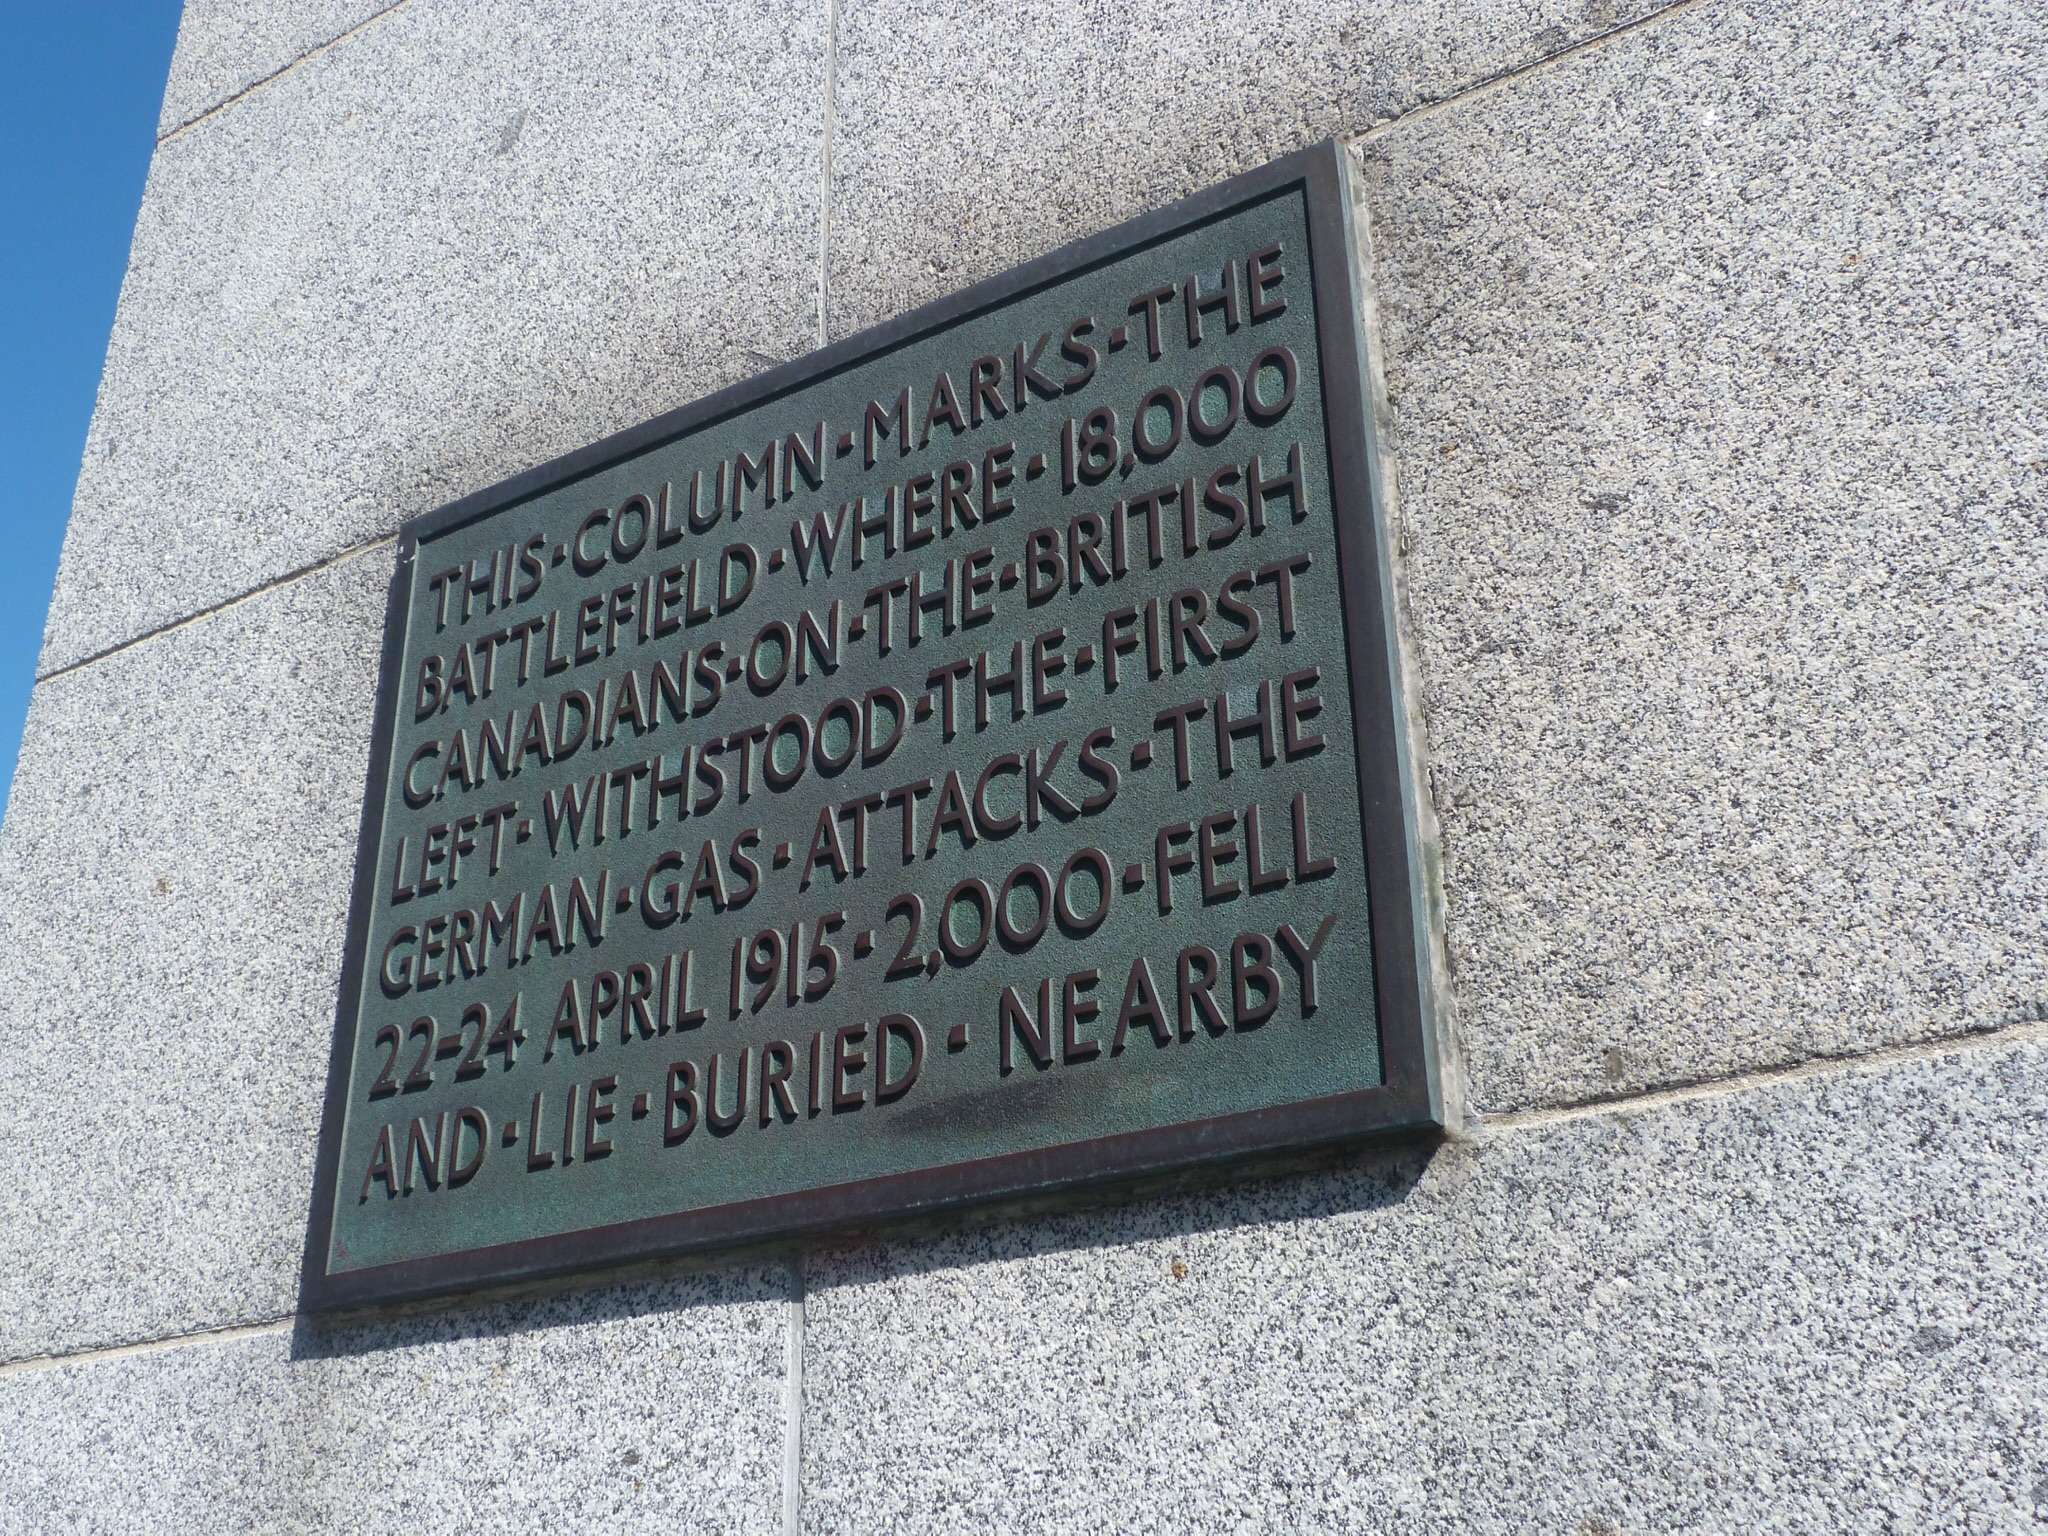 THIS·COLUMN·MARKS·THE
BATTLEFIELD·WHERE·18,000
CANADIANS·ON·THE·BRITISH
LEFT·WITHSTOOD·THE·FIRST
GERMAN·GAS·ATTACKS·THE
22-24 APRIL 1915·2,000·FELL
AND·LIE·BURIED·NEARBY